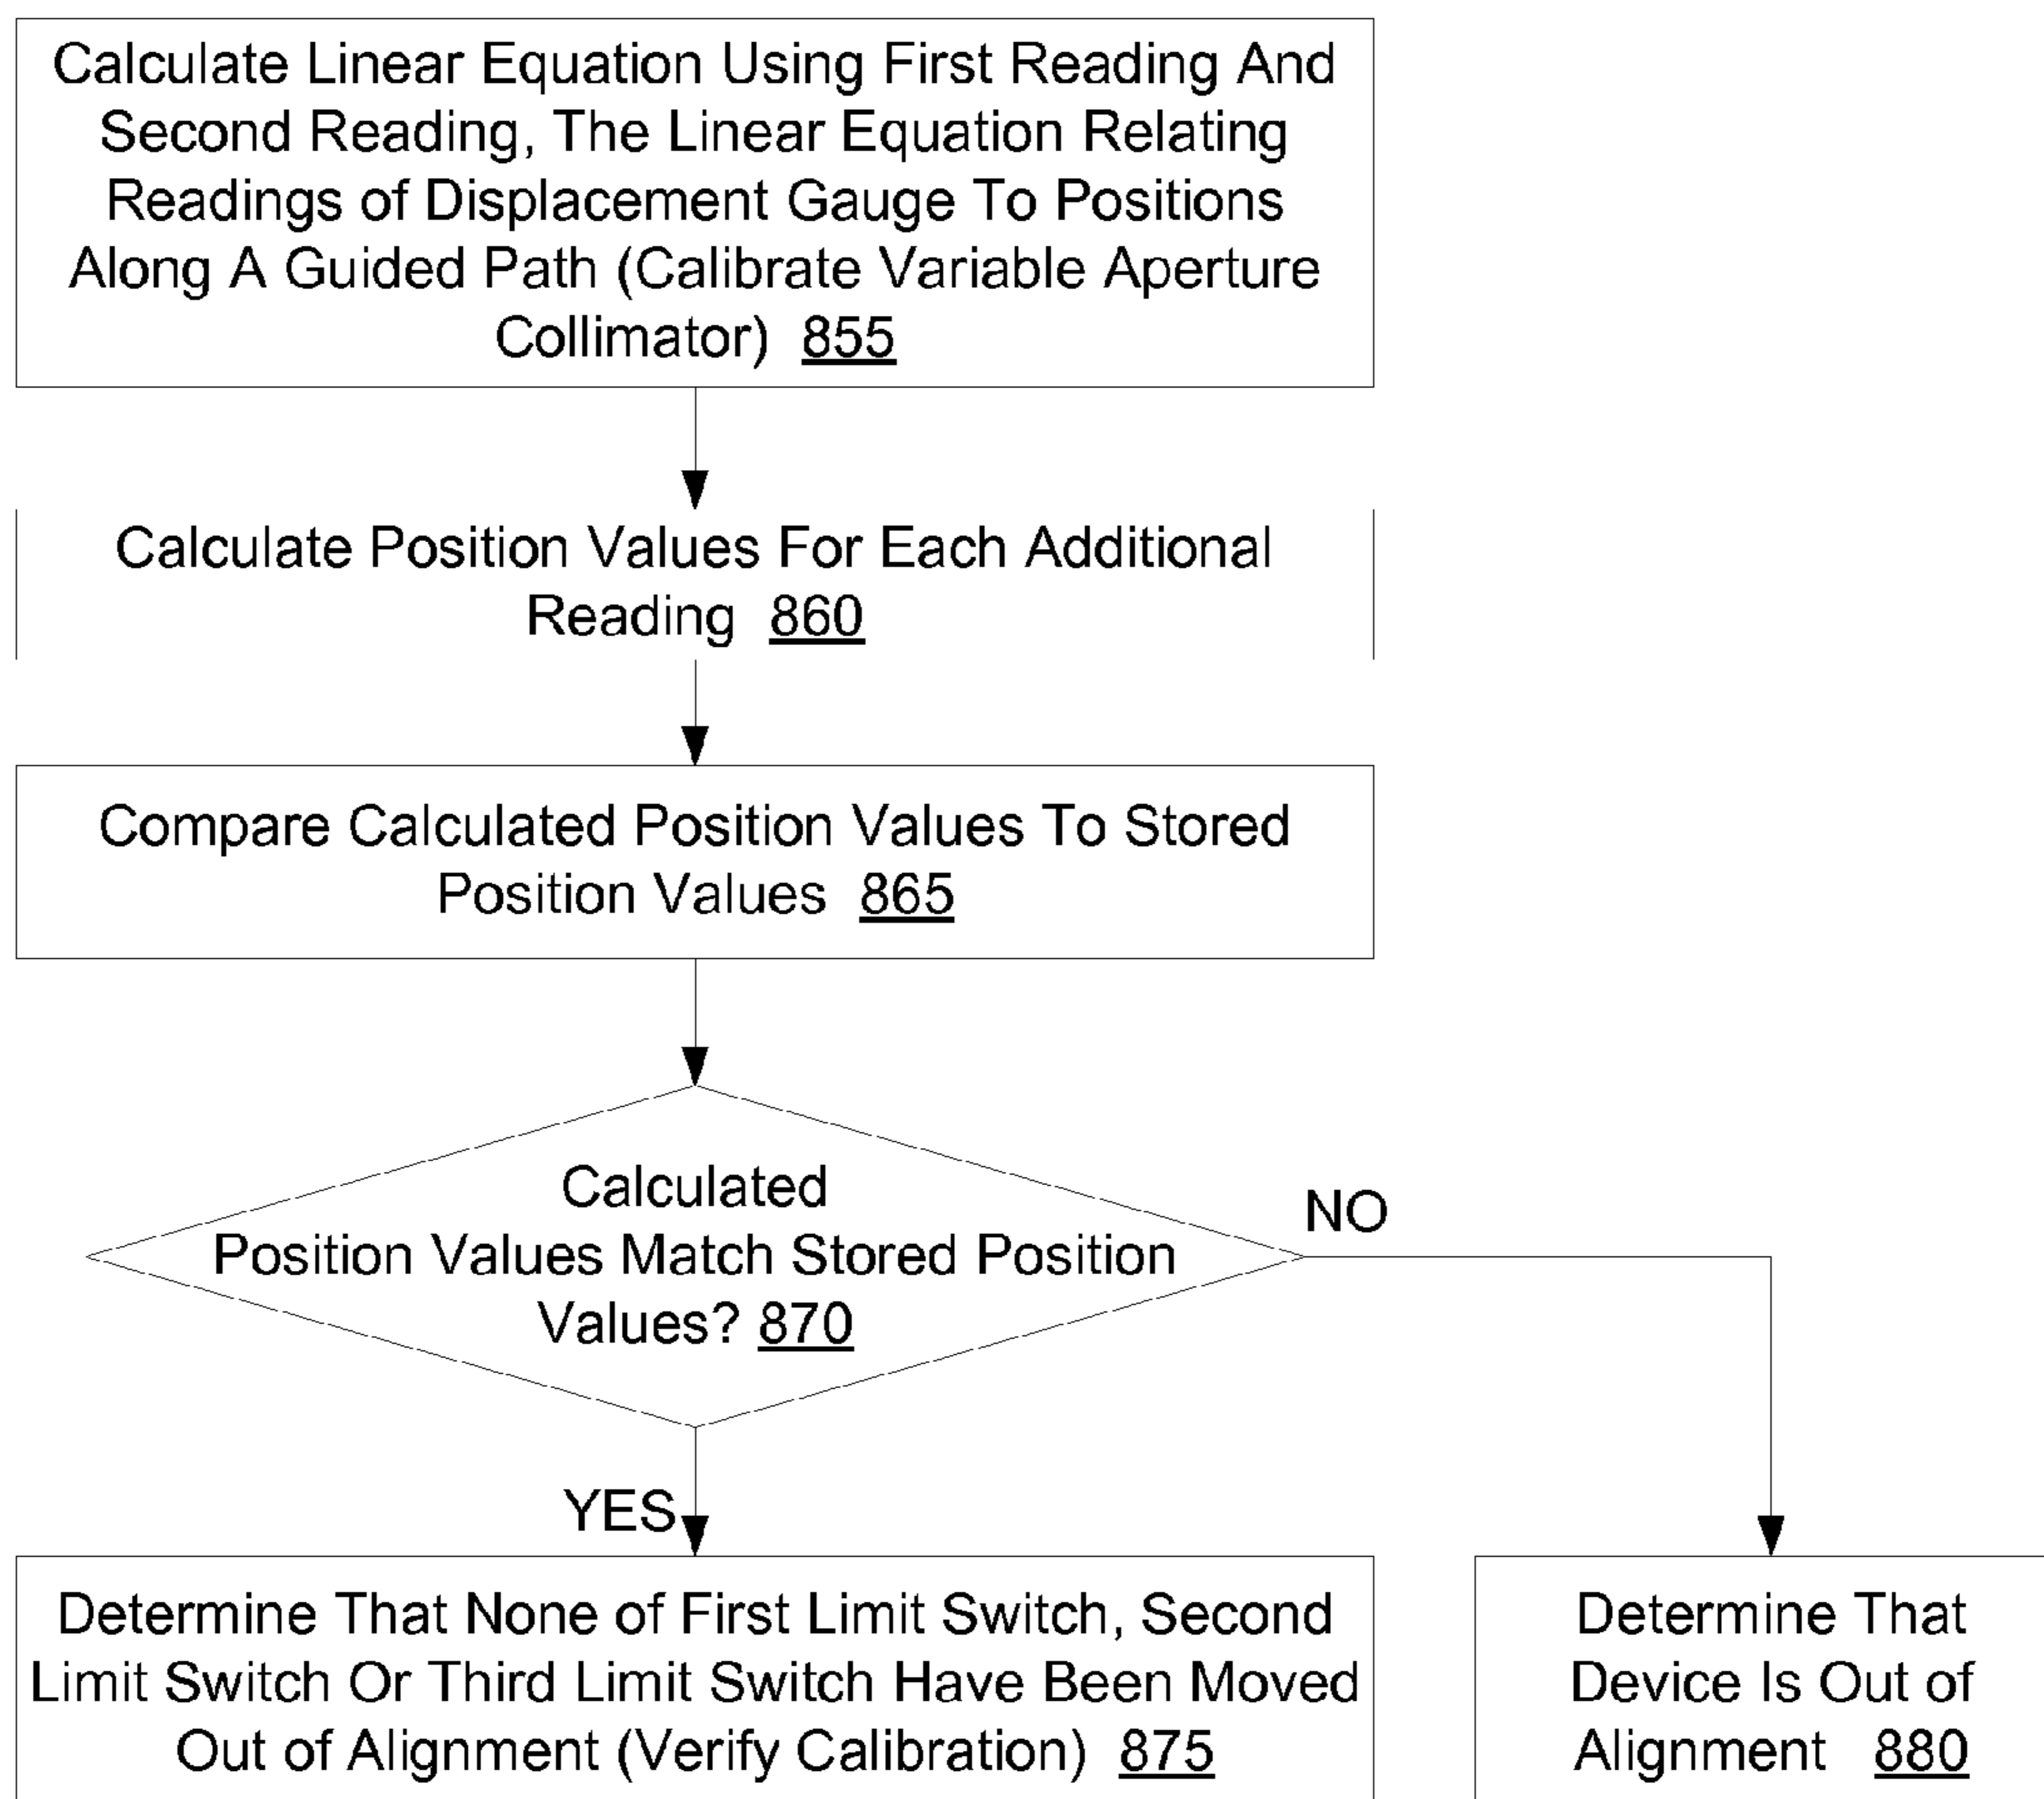 Calculate Linear Equation Using First Reading And
Second Reading, The Linear Equation Relating
Readings of Displacement Gauge To Positions
Along A Guided Path (Calibrate Variable Aperture
Collimator) 855
Calculate Position Values For Each Additional
Reading 860
Compare Calculated Position Values To Stored
Position Values 865
Calculated
Position Values Match Stored Position
Values? 870
NO
YES
Determine That None of First Limit Switch, Second
Limit Switch Or Third Limit Switch Have Been Moved
Out of Alignment (Verify Calibration) 875
Determine That
Device Is Out of
Alignment 880